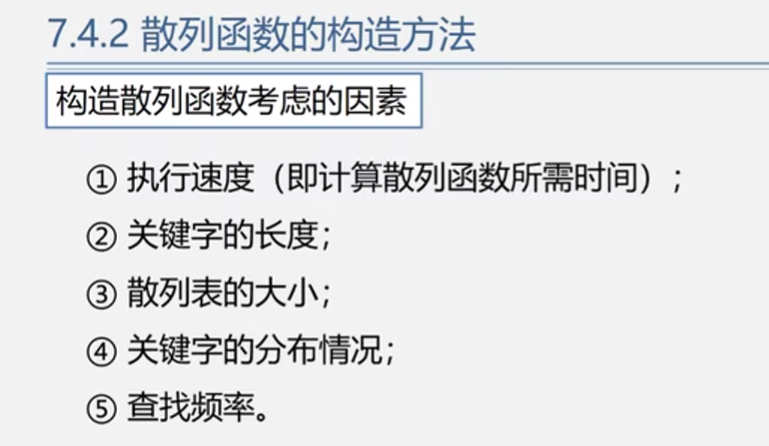 7.4.2 散列函数的构造方法
构造散列函数考虑的因素
① 执行速度（即计算散列函数所需时间）;
② 关键字的长度;
③ 散列表的大小;
④ 关键字的分布情况;
⑤ 查找频率。